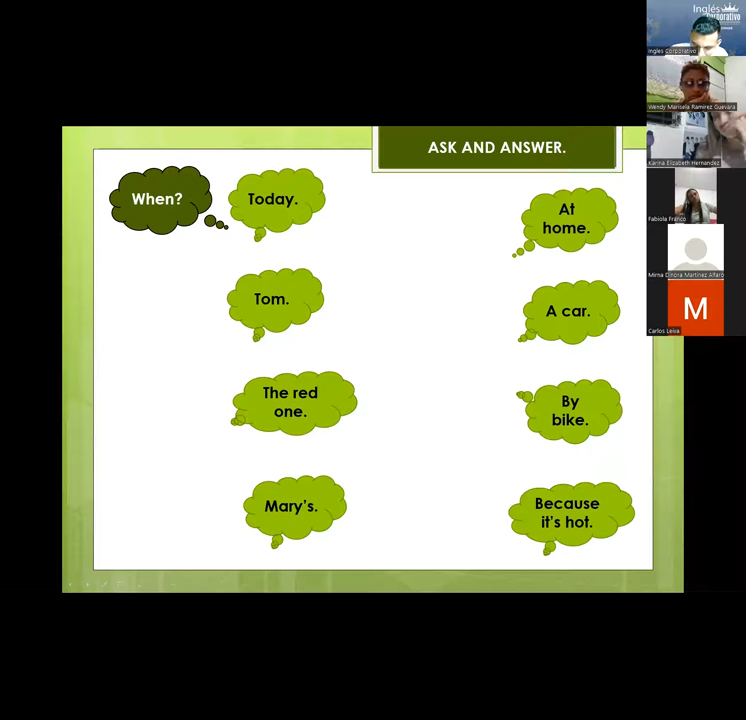 Inglés
Corporativo
Ingles Corporativo
Wendy Marisela Ramirez Guevara
Karina Elizabeth Hernandez
Fabiola Franco
Mirna Dinora Martinez Alfaro
M
Carlos Leiva
ASK AND ANSWER.
When?
Today.
At
home.
Tom.
A car.
The red
one.
By
bike.
Mary's.
Because
it's hot.